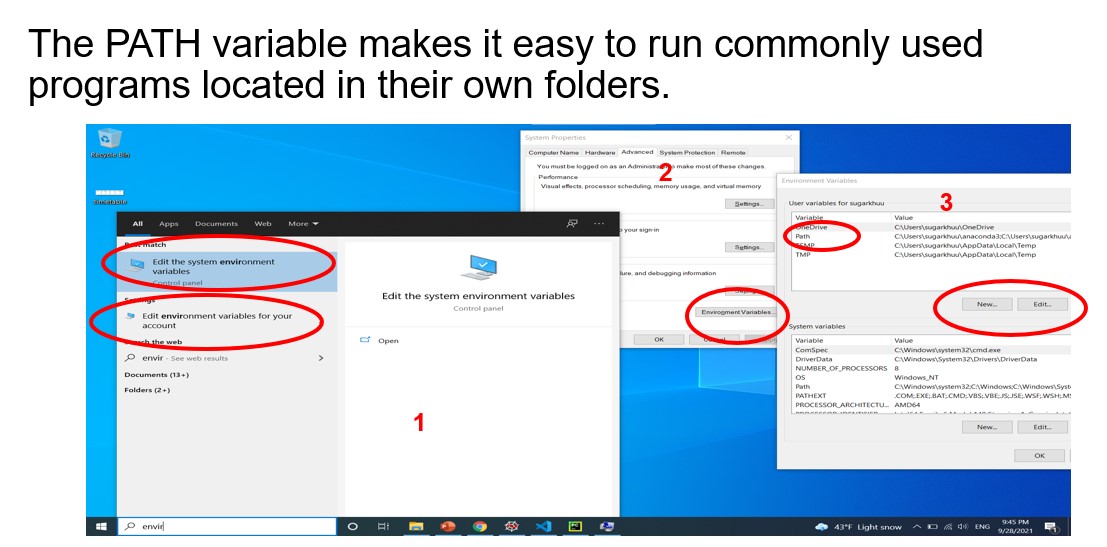 The PATH variable makes it easy to run commonly used
programs located in their own folders.
Recycle Bin
timetable
All Apps Documents Web More
Best match
Edit the system environment
variables
Control panel
Settings
Edit environment variables for your
account
Search the web
envir - See web results
Documents (13+)
Folders (2+)
Edit the system environment variables
Control panel
Open
1
envir
System Properties
Computer Name Hardware Advanced System Protection Remote
You must be logged on as an Administrator to make most of these changes.
2
Performance
Visual effects, processor scheduling, memory usage, and virtual memory
Settings...
your sign-in
Settings...
lure, and debugging information
Settings...
Environment Variables...
OK
Cancel
Environment Variables
3
User variables for sugarkhuu
Variable Value
OneDrive C:\Users\sugarkhuu\OneDrive
Path C:\Users\sugarkhuu\anaconda3;C:\Users\sugarkhuu\a
TEMP C:\Users\sugarkhuu\AppData\Local\Temp
TMP C:\Users\sugarkhuu\AppData\Local\Temp
New... Edit...
System variables
Variable Value
ComSpec C:\Windows\system32\cmd.exe
DriverData C:\Windows\System32\Drivers\DriverData
NUMBER_OF_PROCESSORS 8
OS Windows_NT
Path C:\Windows\system32;C:\Windows;C:\Windows\Syst
PATHEXT .COM;.EXE;.BAT;.CMD;.VBS;.VBE;.JS;.JSE;.WSF;.WSH;.MS
PROCESSOR_ARCHITECTU... AMD64
New... Edit...
OK
43°F Light snow ENG 9:45 PM
9/28/2021
1